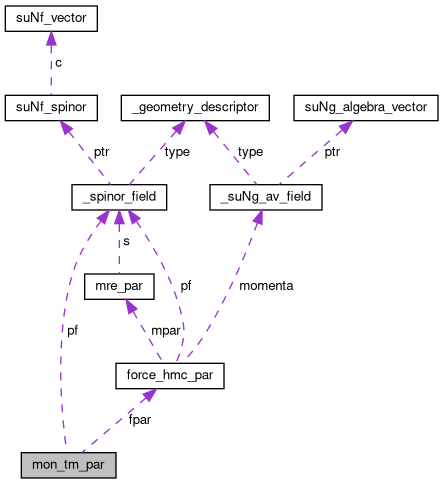 suNf_vector
c
suNf_spinor
_geometry_descriptor
suNg_algebra_vector
ptr
type
type
ptr
_spinor_field
_suNg_av_field
s
mre_par
pf
momenta
pf
mpar
force_hmc_par
fpar
mon_tm_par